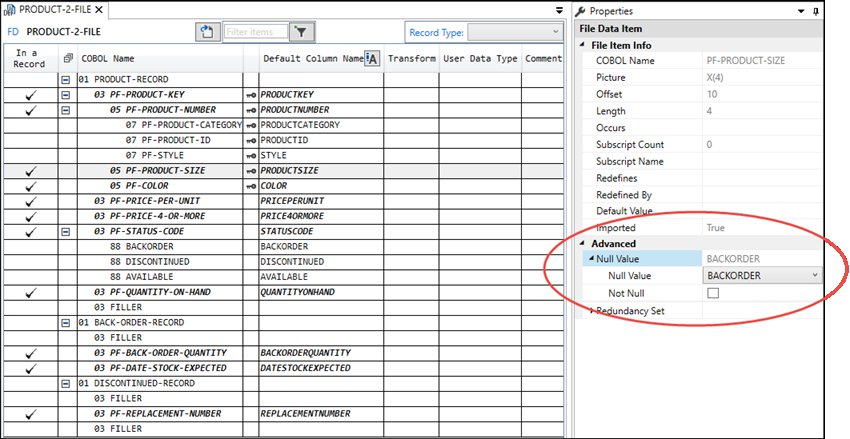 PRODUCT-2-FILE
FD PRODUCT-2-FILE Filter items Record Type:
In a Record COBOL Name Default Column Name Transform User Data Type Comment
01 PRODUCT-RECORD
03 PF-PRODUCT-KEY PRODUCTKEY
05 PF-PRODUCT-NUMBER PRODUCTNUMBER
07 PF-PRODUCT-CATEGORY PRODUCTCATEGORY
07 PF-PRODUCT-ID PRODUCTID
07 PF-STYLE STYLE
05 PF-PRODUCT-SIZE PRODUCTSIZE
05 PF-COLOR COLOR
03 PF-PRICE-PER-UNIT PRICEPERUNIT
03 PF-PRICE-4-OR-MORE PRICE4ORMORE
03 PF-STATUS-CODE STATUSCODE
88 BACKORDER BACKORDER
88 DISCONTINUED DISCONTINUED
88 AVAILABLE AVAILABLE
03 PF-QUANTITY-ON-HAND QUANTITYONHAND
03 FILLER
01 BACK-ORDER-RECORD
03 FILLER
03 PF-BACK-ORDER-QUANTITY BACKORDERQUANTITY
03 PF-DATE-STOCK-EXPECTED DATESTOCKEXPECTED
01 DISCONTINUED-RECORD
03 FILLER
03 PF-REPLACEMENT-NUMBER REPLACEMENTNUMBER
03 FILLER
Properties
File Data Item
File Item Info
COBOL Name PF-PRODUCT-SIZE
Picture X(4)
Offset 10
Length 4
Occurs
Subscript Count 0
Subscript Name
Redefines
Redefined By
Default Value
Imported True
Advanced
Null Value BACKORDER
Null Value BACKORDER
Not Null
Redundancy Set